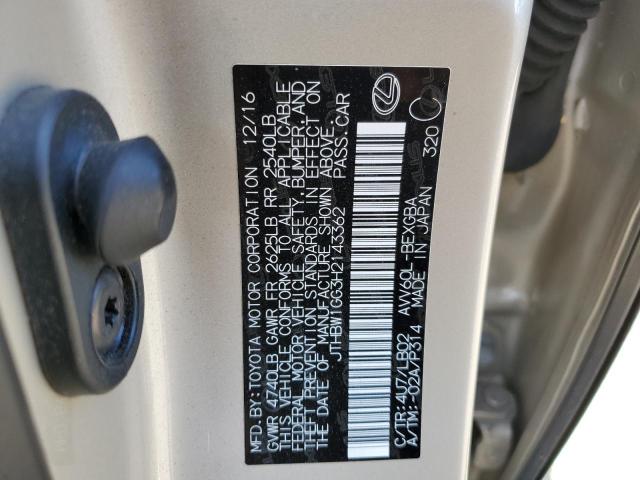 MFD. BY: TOYOTA MOTOR CORPORATION 12/16
GVWR 4740LB GAWR FR 2625LB RR 2540LB
THIS VEHICLE CONFORMS TO ALL APPLICABLE
FEDERAL MOTOR VEHICLE SAFETY, BUMPER, AND
THEFT PREVENTION STANDARDS IN EFFECT ON
THE DATE OF MANUFACTURE SHOWN ABOVE.
JTHBW1GG3H2143362 PASS. CAR
C/TR: 4U7/LB02 AVV60L-BEXGBA
A/TM: -02A/P314 MADE IN JAPAN 320